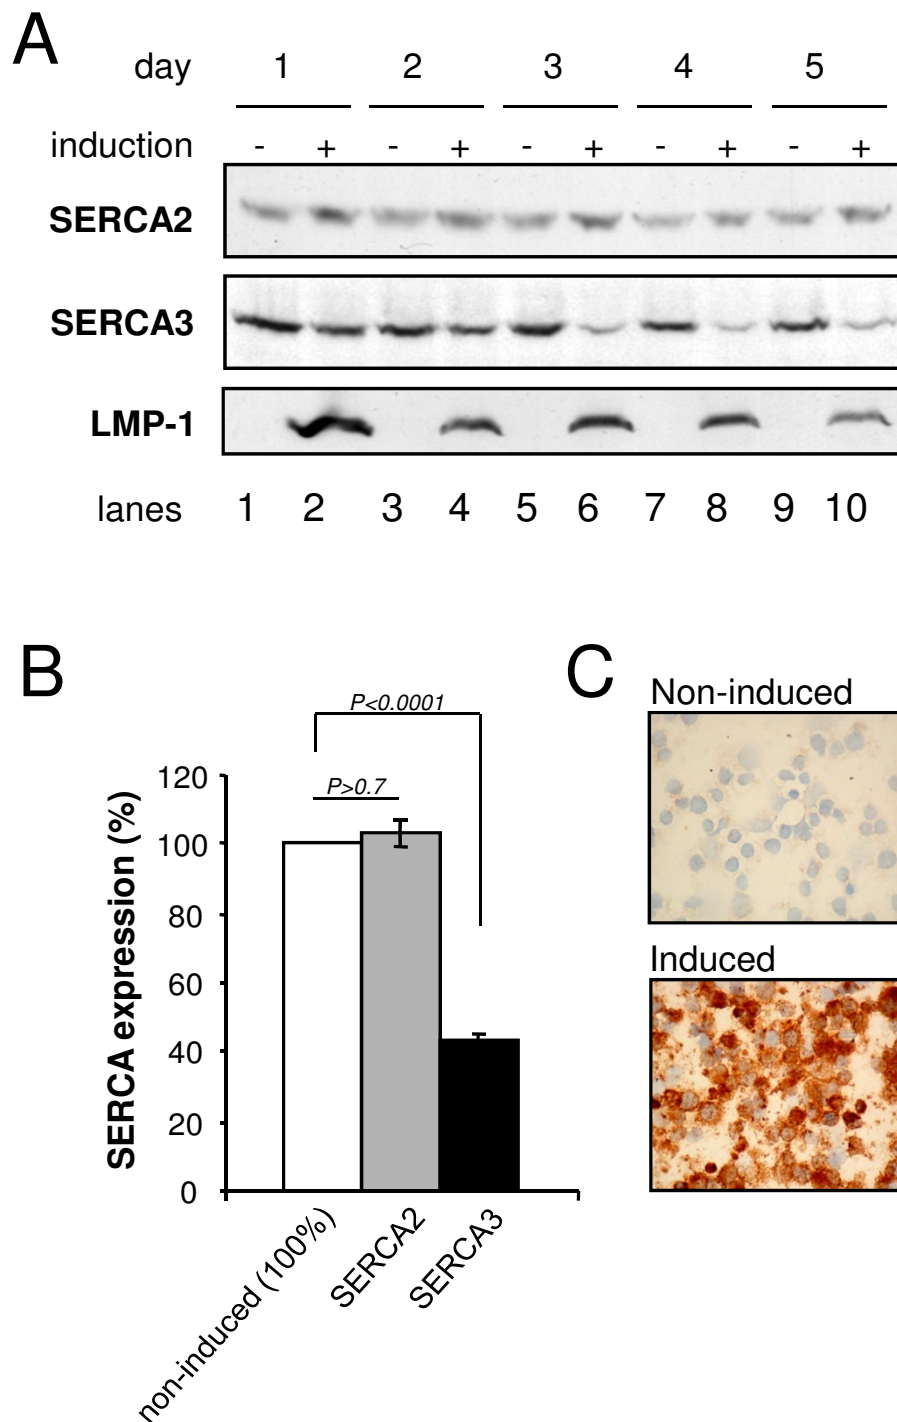 A
day 1 2 3 4 5
induction - + - + - + - + - +
SERCA2
SERCA3
LMP-1
lanes 1 2 3 4 5 6 7 8 9 10
B
P<0.0001
P>0.7
120
100
80
60
40
20
0
SERCA expression (%)
non-induced (100%)
SERCA2
SERCA3
C
Non-induced
Induced